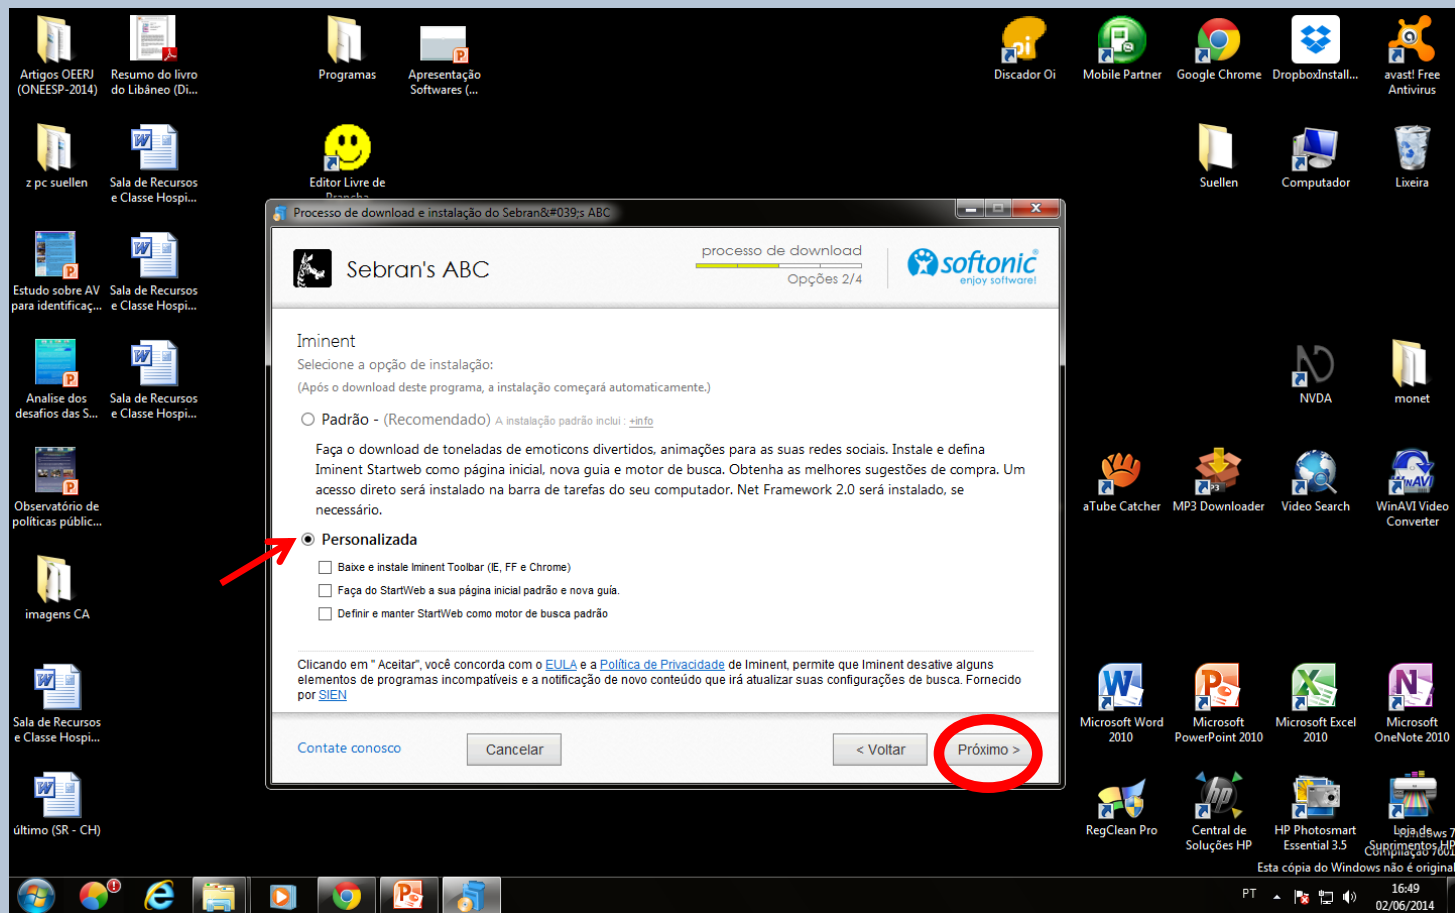 Artigos OEERJ
(ONEESP-2014)
Resumo do livro
do Libâneo (Di...
Programas
Apresentação
Softwares (...
Discador Oi
Mobile Partner
Google Chrome
DropboxInstall...
avast! Free
Antivirus
z pc suellen
Sala de Recursos
e Classe Hospi...
Editor Livre de
Prancha
Suellen
Computador
Lixeira
Estudo sobre AV
para identificaç...
Sala de Recursos
e Classe Hospi...
Analise dos
desafios das S...
Sala de Recursos
e Classe Hospi...
NVDA
monet
Observatório de
políticas públic...
aTube Catcher
MP3 Downloader
Video Search
WinAVI Video
Converter
imagens CA
Sala de Recursos
e Classe Hospi...
Microsoft Word
2010
Microsoft
PowerPoint 2010
Microsoft Excel
2010
Microsoft
OneNote 2010
último (SR - CH)
RegClean Pro
Central de
Soluções HP
HP Photosmart
Essential 3.5
Loja de
Suprimentos HP
Processo de download e instalação do Sebran&#039;s ABC
Sebran's ABC
processo de download
Opções 2/4
softonic
enjoy software!
Iminent
Selecione a opção de instalação:
(Após o download deste programa, a instalação começará automaticamente.)
Padrão - (Recomendado) A instalação padrão inclui : +info
Faça o download de toneladas de emoticons divertidos, animações para as suas redes sociais. Instale e defina
Iminent Startweb como página inicial, nova guia e motor de busca. Obtenha as melhores sugestões de compra. Um
acesso direto será instalado na barra de tarefas do seu computador. Net Framework 2.0 será instalado, se
necessário.
Personalizada
Baixe e instale Iminent Toolbar (IE, FF e Chrome)
Faça do StartWeb a sua página inicial padrão e nova guía.
Definir e manter StartWeb como motor de busca padrão
Clicando em " Aceitar", você concorda com o EULA e a Política de Privacidade de Iminent, permite que Iminent desative alguns
elementos de programas incompatíveis e a notificação de novo conteúdo que irá atualizar suas configurações de busca. Fornecido
por SIEN
Contate conosco
Cancelar
< Voltar
Próximo >
Windows 7
Compilação 7601
Esta cópia do Windows não é original
PT
16:49
02/06/2014